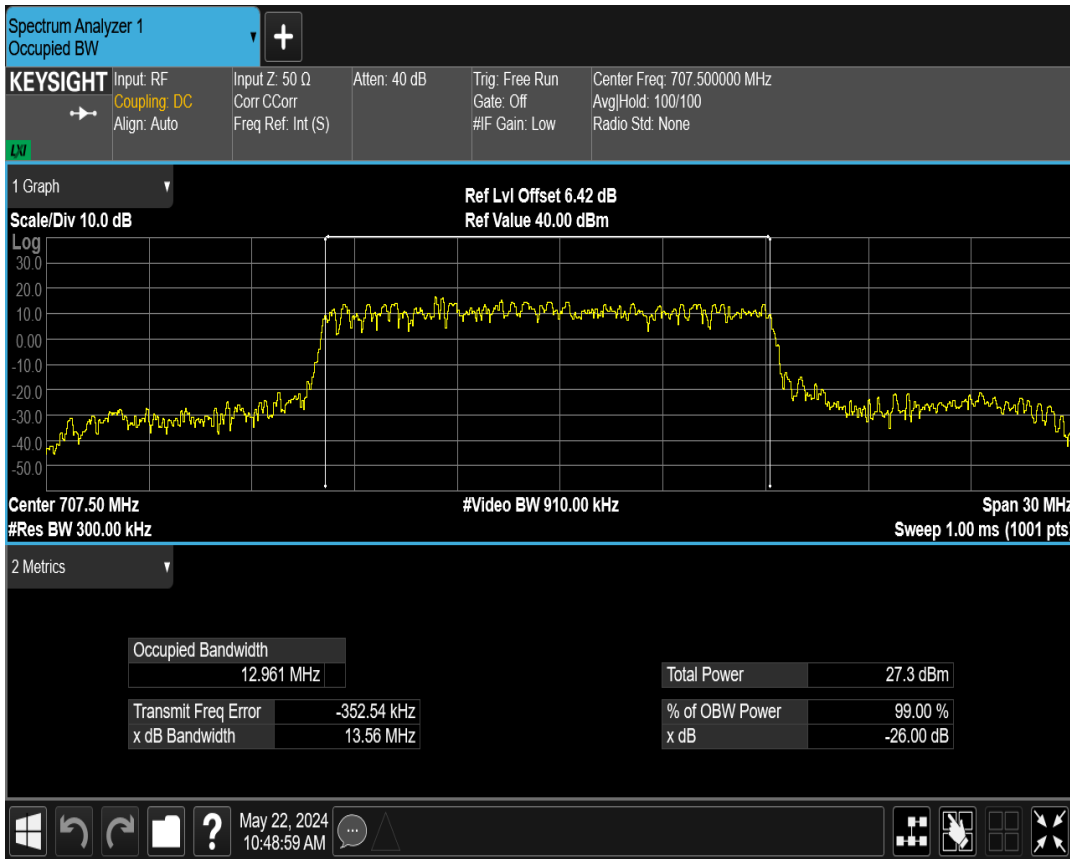 Spectrum Analyzer 1
Occupied BW
KEYSIGHT
LXI
Input: RF
Coupling: DC
Align: Auto
Input Z: 50 Ω
Corr CCorr
Freq Ref: Int (S)
Atten: 40 dB
Trig: Free Run
Gate: Off
#IF Gain: Low
Center Freq: 707.500000 MHz
Avg|Hold: 100/100
Radio Std: None
1 Graph
Scale/Div 10.0 dB
Ref Lvl Offset 6.42 dB
Ref Value 40.00 dBm
Log
30.0
20.0
10.0
0.00
-10.0
-20.0
-30.0
-40.0
-50.0
Center 707.50 MHz
#Video BW 910.00 kHz
Span 30 MHz
#Res BW 300.00 kHz
Sweep 1.00 ms (1001 pts)
2 Metrics
Occupied Bandwidth
12.961 MHz
Total Power 27.3 dBm
Transmit Freq Error -352.54 kHz
% of OBW Power 99.00 %
x dB Bandwidth 13.56 MHz
x dB -26.00 dB
?
May 22, 2024
10:48:59 AM